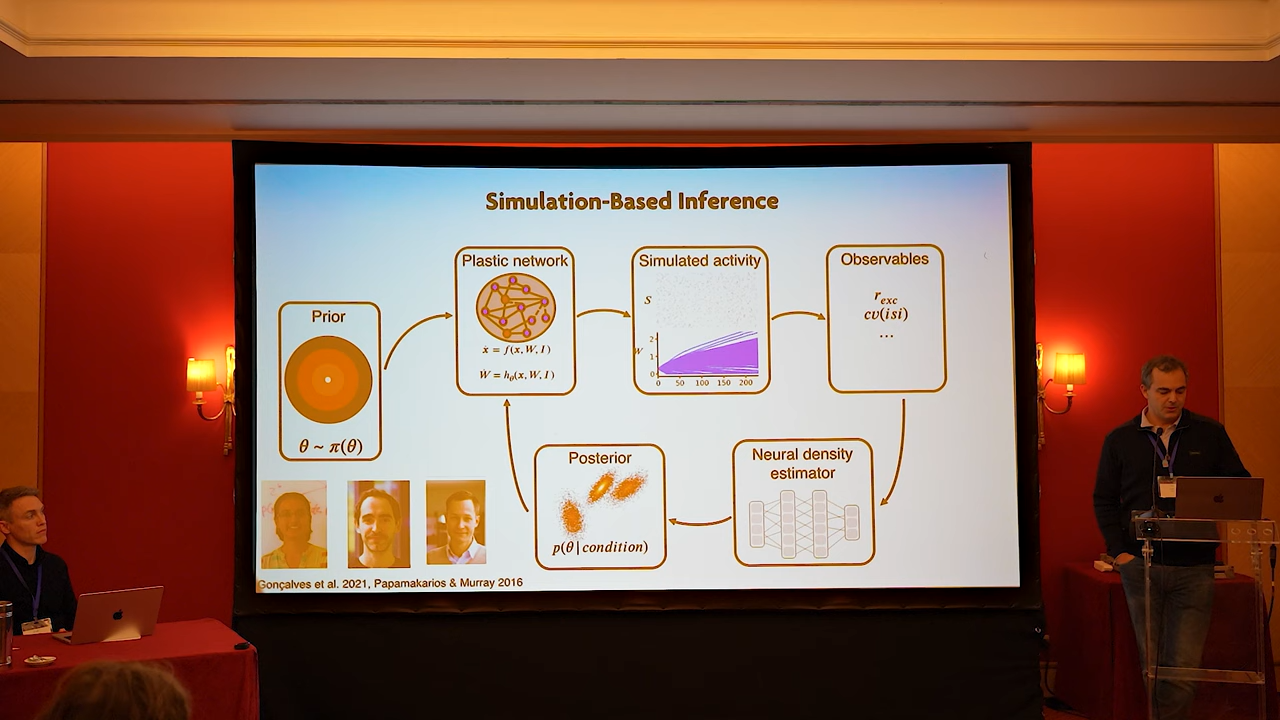 Simulation-Based Inference
Prior
θ ~ π(θ)
Plastic network
ẋ = f(x, W, I)
Ẇ = h_θ(x, W, I)
Simulated activity
S
W
2
1
0
0 50 100 150 200
Observables
r_exc
cv(isi)
...
Neural density
estimator
Posterior
p(θ | condition)
Gonçalves et al. 2021, Papamakarios & Murray 2016